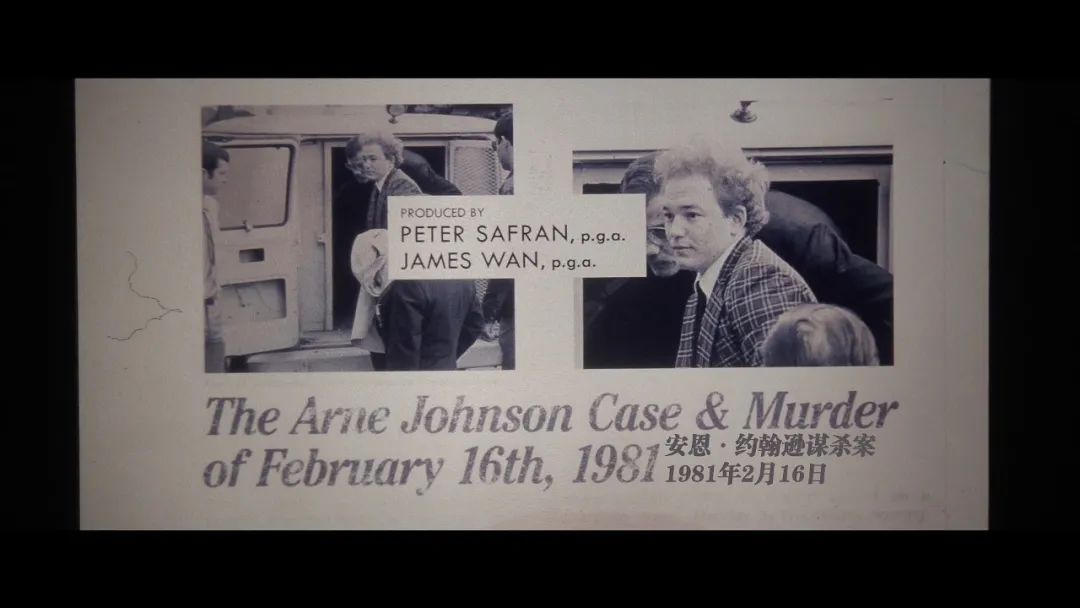 PRODUCED BY
PETER SAFRAN, p.g.a.
JAMES WAN, p.g.a.
The Arne Johnson Case & Murder
of February 16th, 1981
安恩·约翰逊谋杀案
1981年2月16日